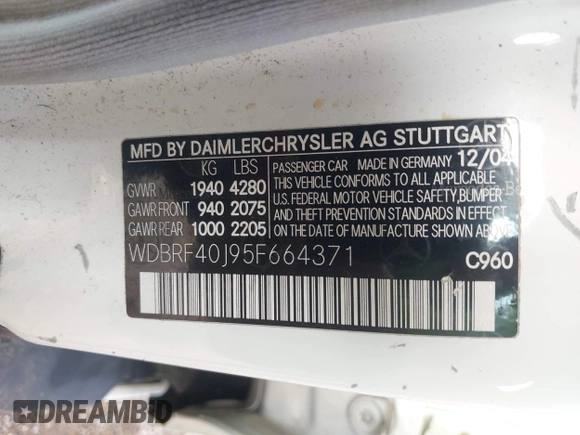 MFD BY DAIMLERCHRYSLER AG STUTTGART
KG LBS
GVWR 1940 4280
GAWR FRONT 940 2075
GAWR REAR 1000 2205
PASSENGER CAR MADE IN GERMANY 12/04
THIS VEHICLE CONFORMS TO ALL APPLICABLE
U.S. FEDERAL MOTOR VEHICLE SAFETY, BUMPER
AND THEFT PREVENTION STANDARDS IN EFFECT
ON THE DATE OF MANUFACTURE SHOWN ABOVE
WDBRF40J95F664371
C960
DREAMBID